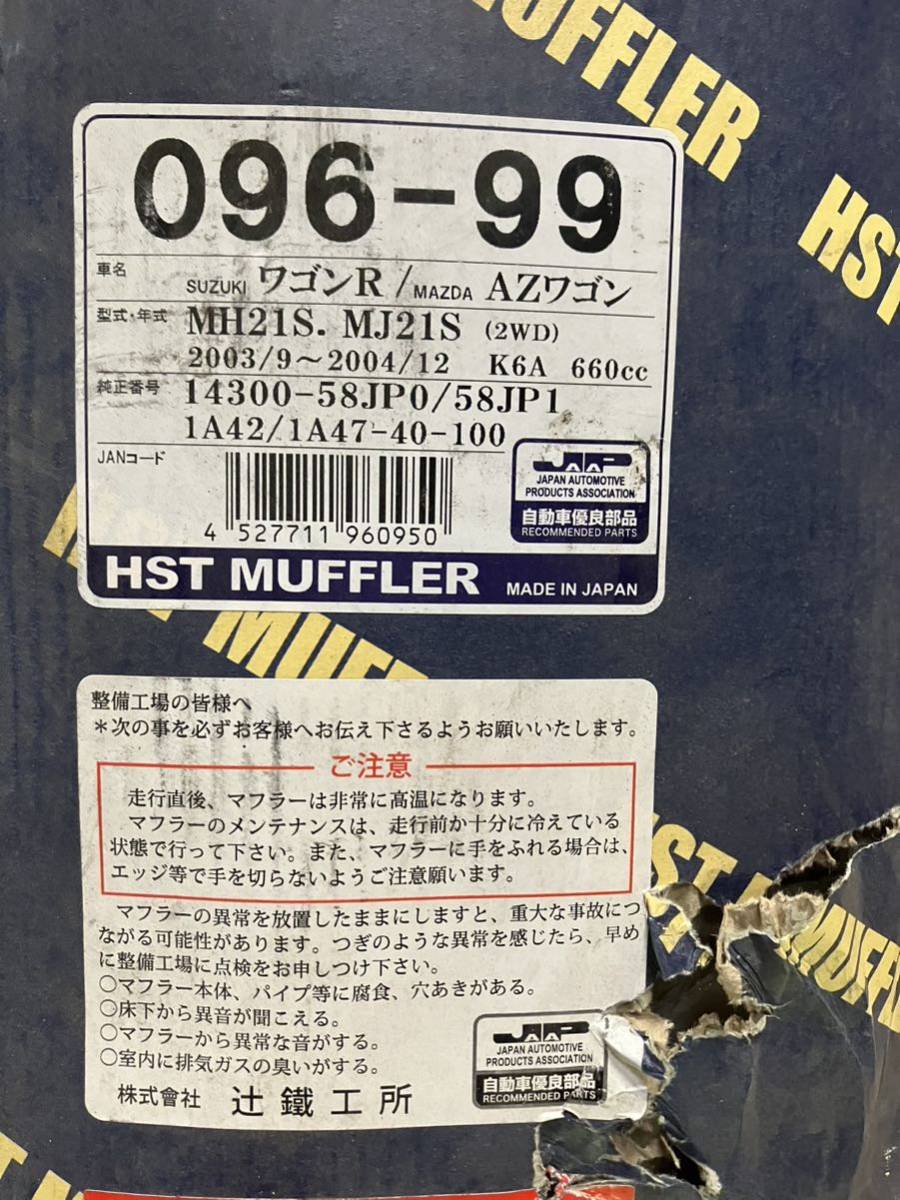 MUFFLER
HST
096-99
車名 SUZUKI ワゴンR / MAZDA AZワゴン
型式・年式 MH21S. MJ21S (2WD)
2003/9～2004/12 K6A 660cc
純正番号 14300-58JP0/58JP1
1A42/1A47-40-100
JANコード
4 527711 960950
JAAP
JAPAN AUTOMOTIVE
PRODUCTS ASSOCIATION
自動車優良部品
RECOMMENDED PARTS
HST MUFFLER MADE IN JAPAN
整備工場の皆様へ
＊次の事を必ずお客様へお伝え下さるようお願いいたします。
ご注意
走行直後、マフラーは非常に高温になります。
マフラーのメンテナンスは、走行前か十分に冷えている
状態で行って下さい。また、マフラーに手をふれる場合は、
エッジ等で手を切らないようご注意願います。
マフラーの異常を放置したままにしますと、重大な事故につ
ながる可能性があります。つぎのような異常を感じたら、早め
に整備工場に点検をお申しつけ下さい。
○マフラー本体、パイプ等に腐食、穴あきがある。
○床下から異音が聞こえる。
○マフラーから異常な音がする。
○室内に排気ガスの臭いがする。
株式會社 辻鐵工所
JAAP
JAPAN AUTOMOTIVE
PRODUCTS ASSOCIATION
自動車優良部品
RECOMMENDED PARTS